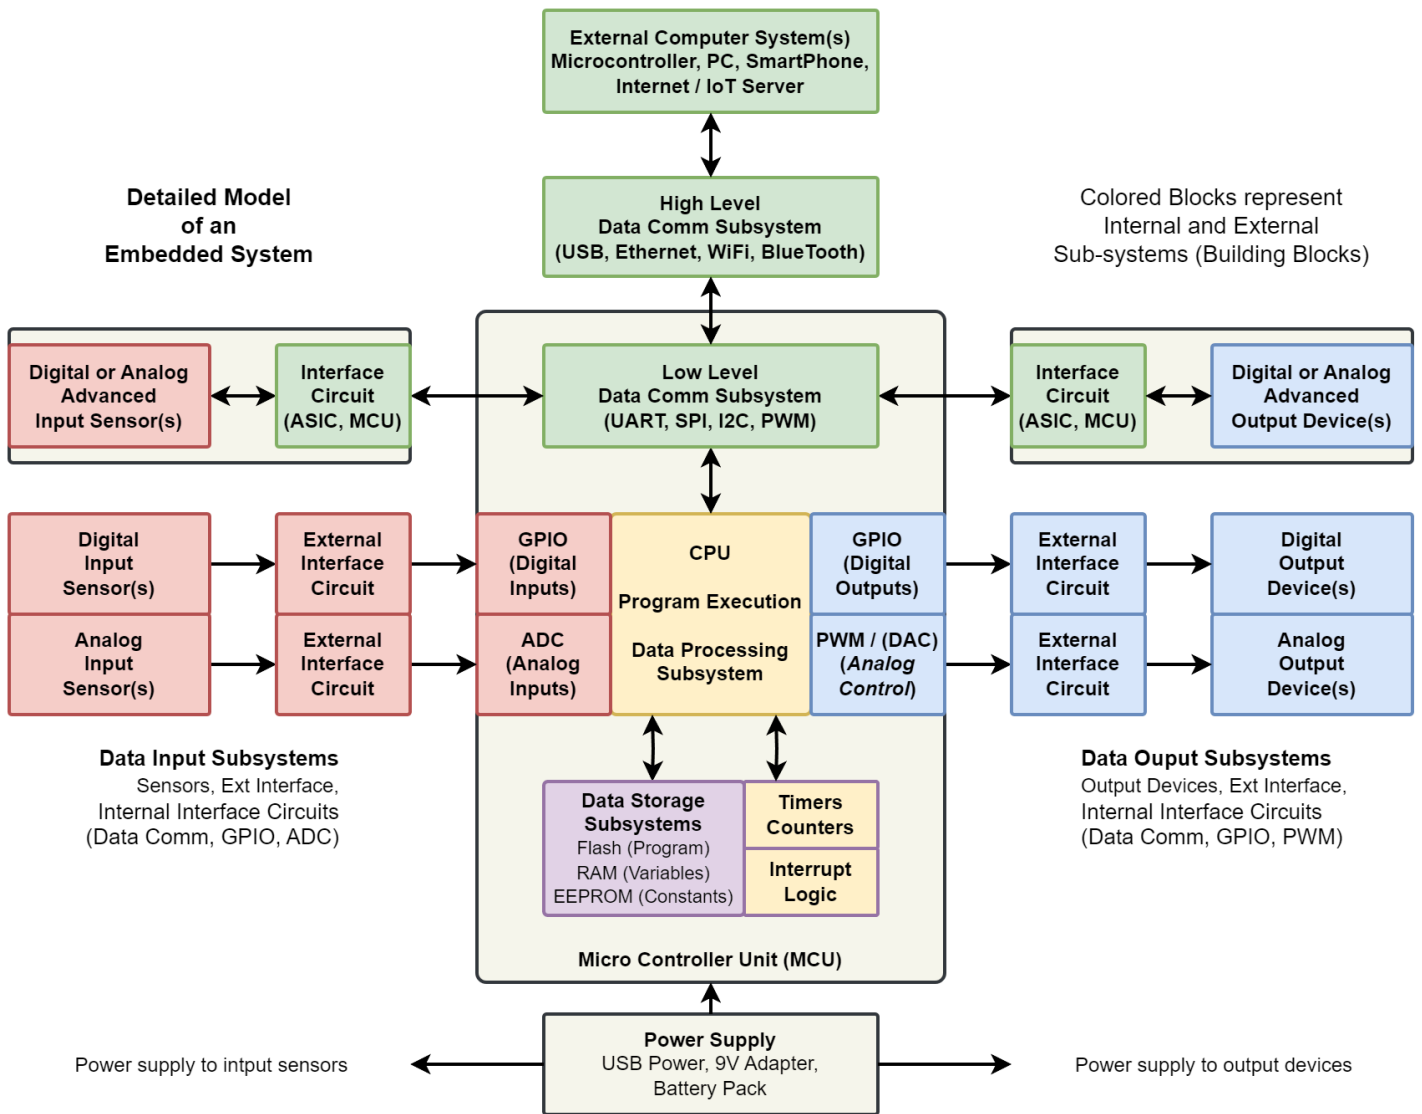 External Computer System(s)
Microcontroller, PC, SmartPhone,
Internet / IoT Server
Detailed Model
of an
Embedded System
High Level
Data Comm Subsystem
(USB, Ethernet, WiFi, BlueTooth)
Colored Blocks represent
Internal and External
Sub-systems (Building Blocks)
Digital or Analog
Advanced
Input Sensor(s)
Interface
Circuit
(ASIC, MCU)
Low Level
Data Comm Subsystem
(UART, SPI, I2C, PWM)
Interface
Circuit
(ASIC, MCU)
Digital or Analog
Advanced
Output Device(s)
Digital
Input
Sensor(s)
External
Interface
Circuit
GPIO
(Digital
Inputs)
CPU
Program Execution
Data Processing
Subsystem
GPIO
(Digital
Outputs)
External
Interface
Circuit
Digital
Output
Device(s)
Analog
Input
Sensor(s)
External
Interface
Circuit
ADC
(Analog
Inputs)
PWM / (DAC)
(Analog
Control)
External
Interface
Circuit
Analog
Output
Device(s)
Data Input Subsystems
Sensors, Ext Interface,
Internal Interface Circuits
(Data Comm, GPIO, ADC)
Data Storage
Subsystems
Flash (Program)
RAM (Variables)
EEPROM (Constants)
Timers
Counters
Interrupt
Logic
Data Ouput Subsystems
Output Devices, Ext Interface,
Internal Interface Circuits
(Data Comm, GPIO, PWM)
Micro Controller Unit (MCU)
Power supply to intput sensors
Power Supply
USB Power, 9V Adapter,
Battery Pack
Power supply to output devices